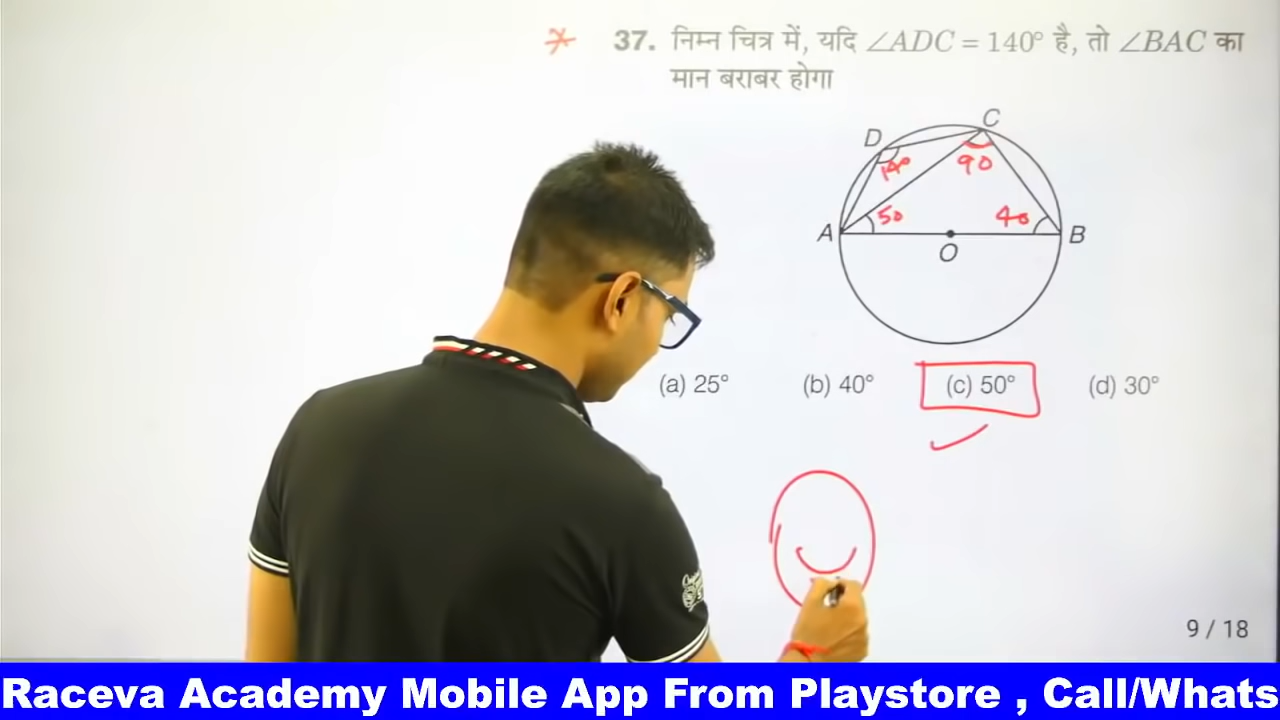 37. निम्न चित्र में, यदि ∠ADC = 140° है, तो ∠BAC का
मान बराबर होगा
C
D
140
90
50
40
A
B
O
(a) 25°
(b) 40°
(c) 50°
(d) 30°
9 / 18
Raceva Academy Mobile App From Playstore , Call/Whats